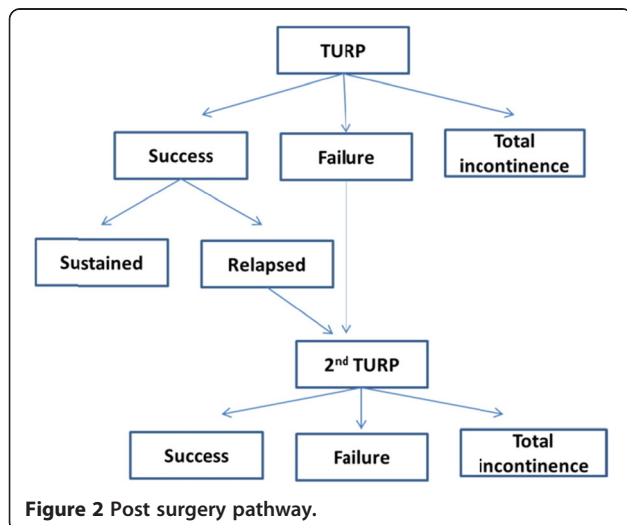 TURP
Success
Failure
Total
incontinence
Sustained
Relapsed
2nd TURP
Success
Failure
Total
incontinence
Figure 2 Post surgery pathway.